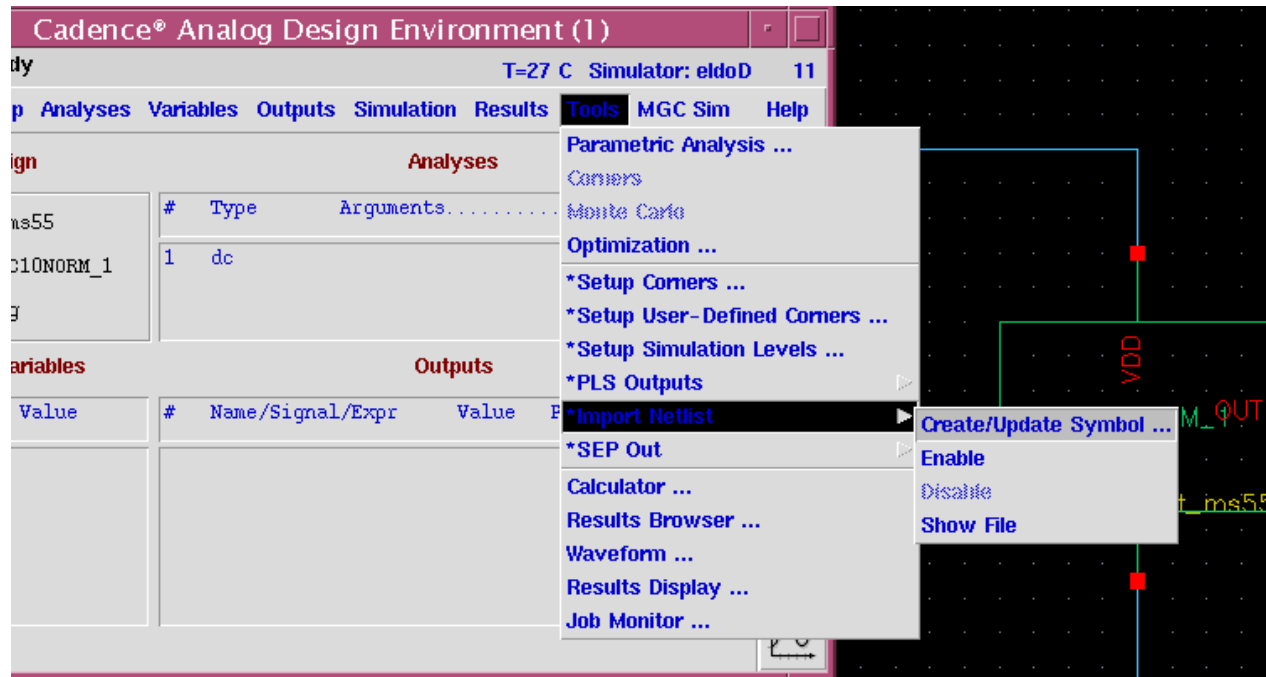 Cadence® Analog Design Environment (1)
dy T=27 C Simulator: eldoD 11
p Analyses Variables Outputs Simulation Results Tools MGC Sim Help
ign
Analyses
# Type Arguments..........
ms55
1 dc
C10NORM_1
g
ariables
Outputs
Value
# Name/Signal/Expr Value P
Parametric Analysis ...
Corners
Monte Carlo
Optimization ...
*Setup Corners ...
*Setup User-Defined Corners ...
*Setup Simulation Levels ...
*PLS Outputs
*Import Netlist
*SEP Out
Calculator ...
Results Browser ...
Waveform ...
Results Display ...
Job Monitor ...
Create/Update Symbol ...
Enable
Disable
Show File
VDD
M_1
OUT
t_ms55